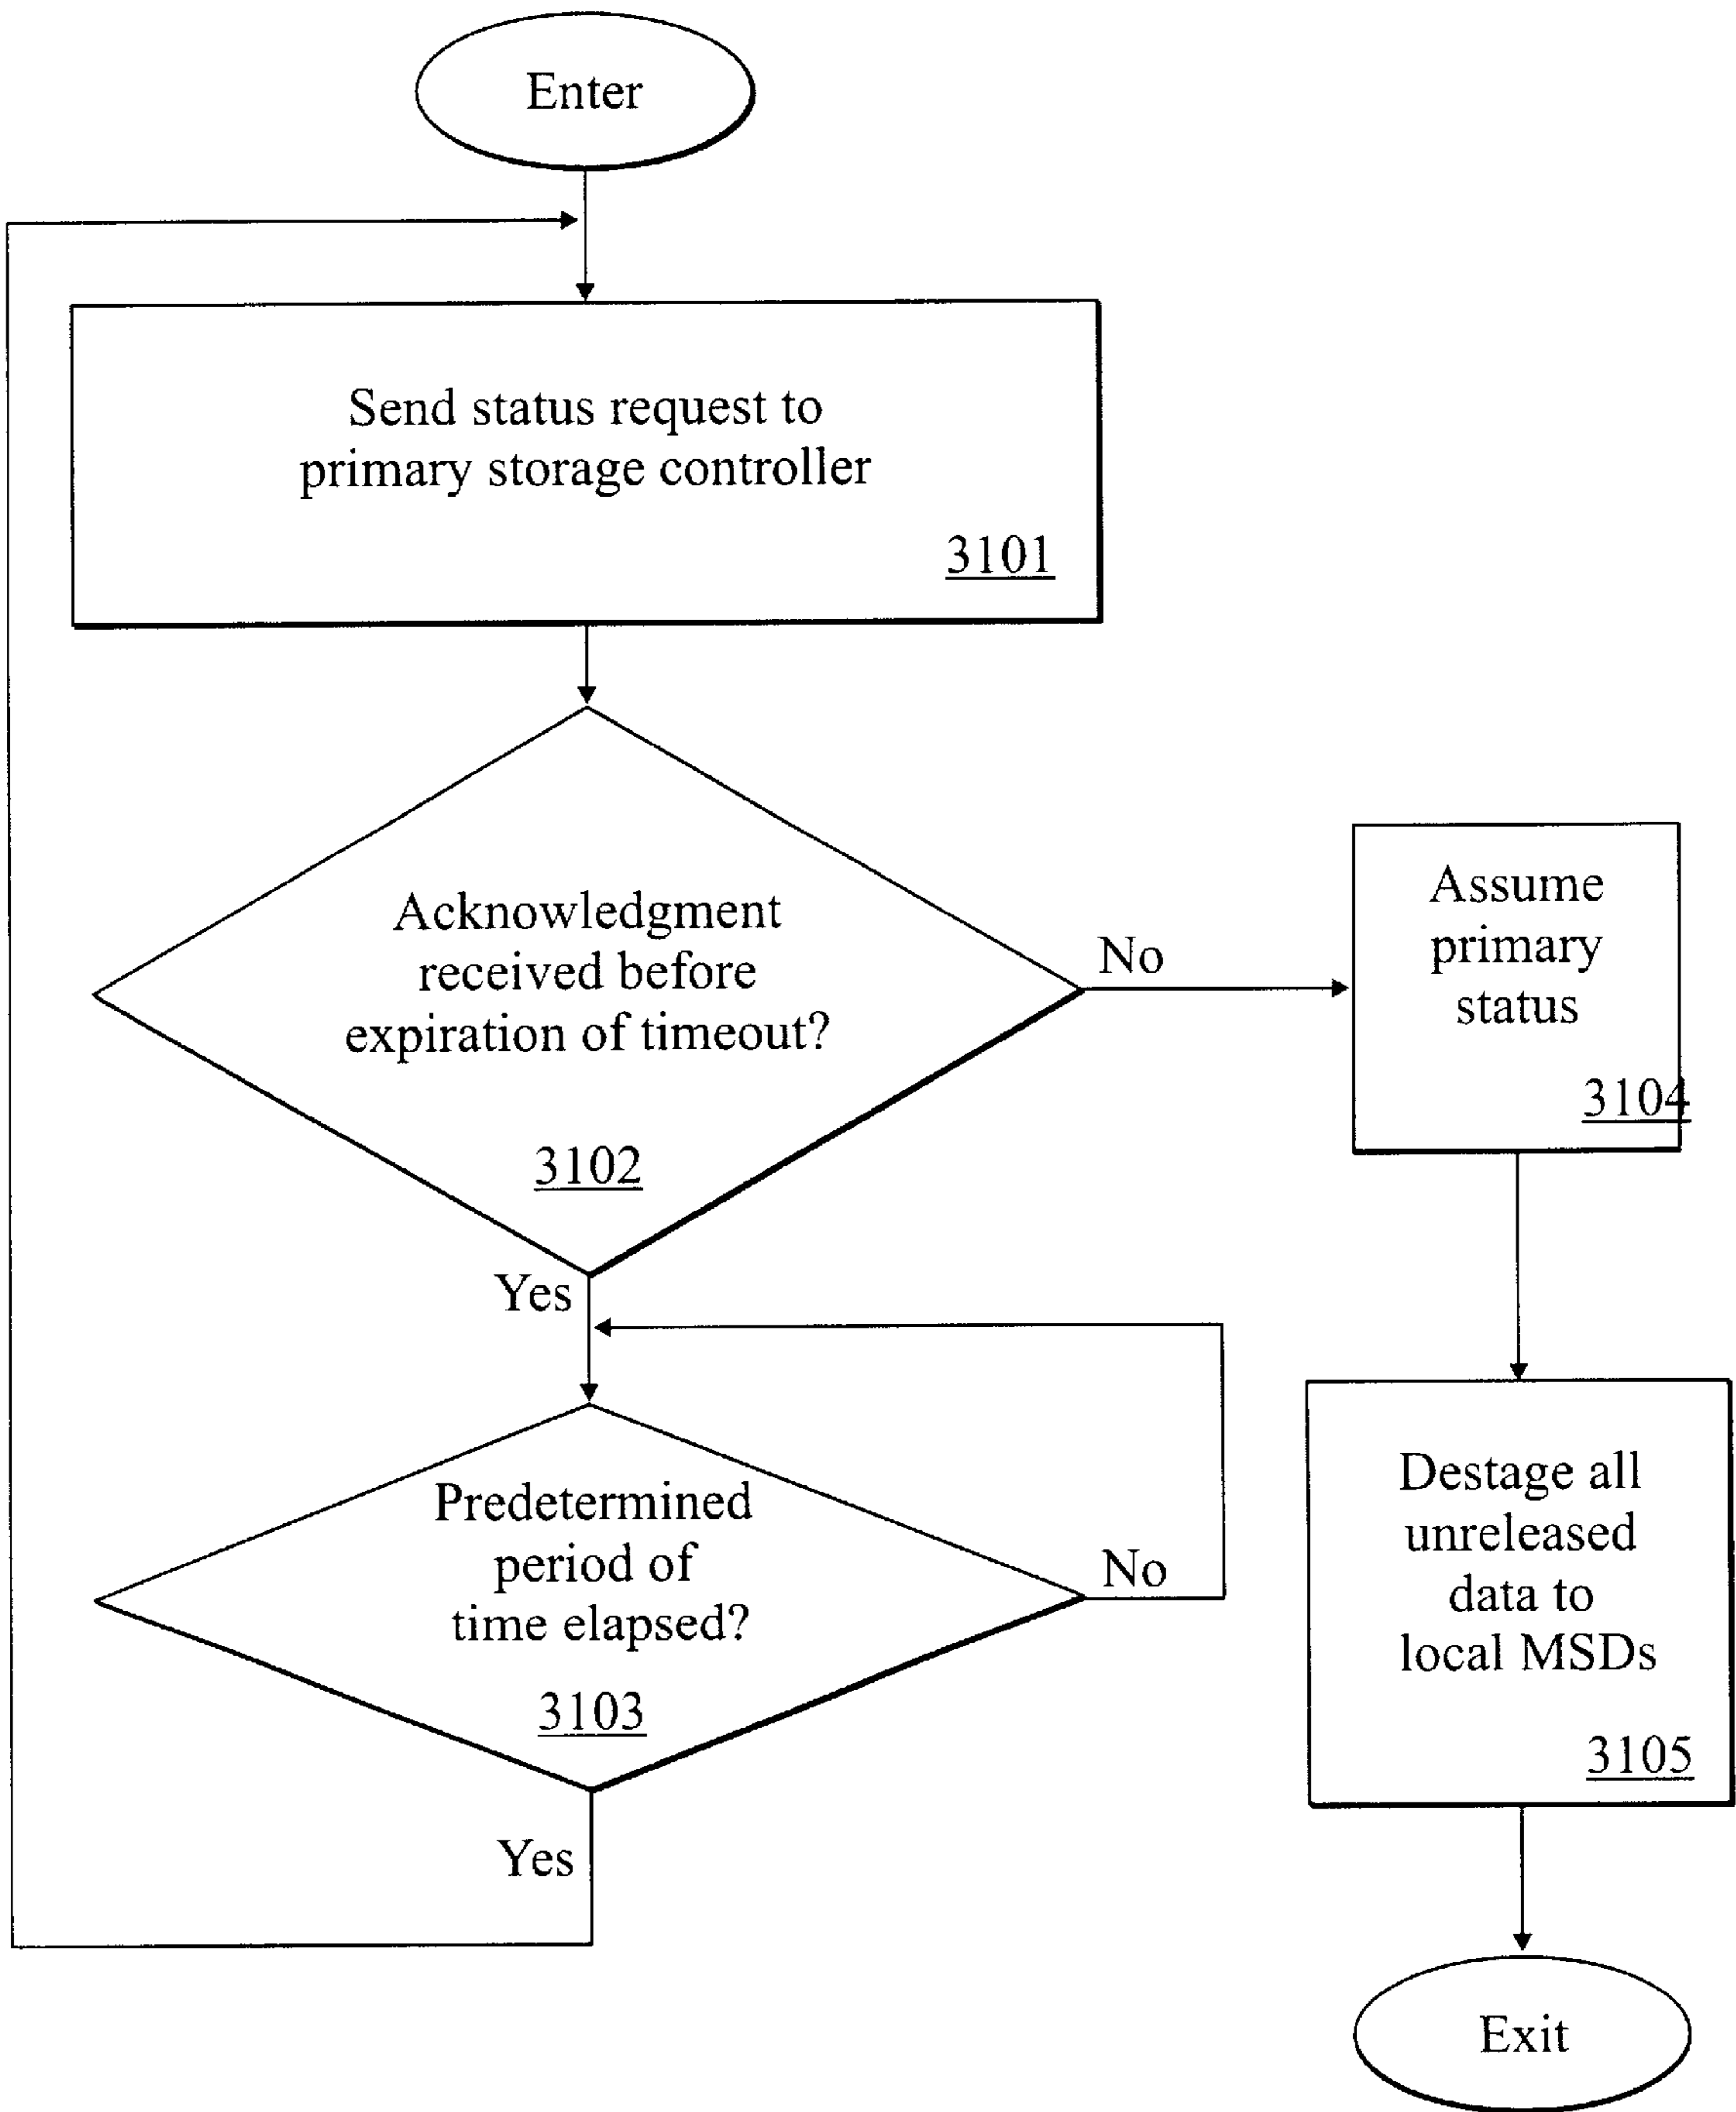 Enter
Send status request to
primary storage controller
3101
Acknowledgment
received before
expiration of timeout?
3102
No
Assume
primary
status
3104
Yes
Predetermined
period of
time elapsed?
3103
No
Yes
Destage all
unreleased
data to
local MSDs
3105
Exit